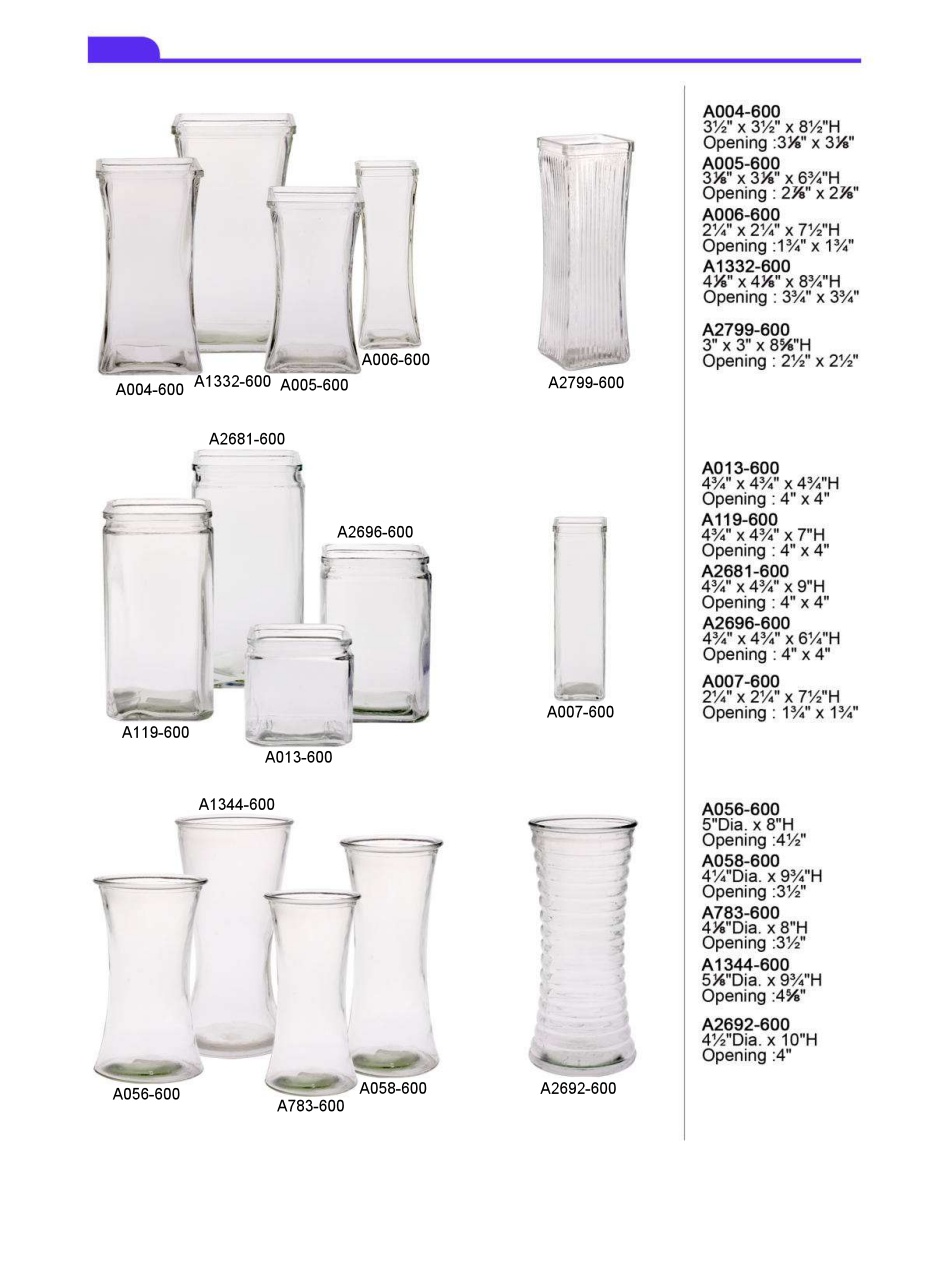 A004-600
A1332-600
A005-600
A006-600
A2799-600
A004-600
3½" x 3½" x 8½"H
Opening :3⅛" x 3⅛"
A005-600
3⅛" x 3⅛" x 6¾"H
Opening : 2⅞" x 2⅞"
A006-600
2¼" x 2¼" x 7½"H
Opening :1¾" x 1¾"
A1332-600
4⅛" x 4⅛" x 8¾"H
Opening : 3¾" x 3¾"
A2799-600
3" x 3" x 8⅝"H
Opening : 2½" x 2½"
A2681-600
A2696-600
A119-600
A013-600
A007-600
A013-600
4¾" x 4¾" x 4¾"H
Opening : 4" x 4"
A119-600
4¾" x 4¾" x 7"H
Opening : 4" x 4"
A2681-600
4¾" x 4¾" x 9"H
Opening : 4" x 4"
A2696-600
4¾" x 4¾" x 6¼"H
Opening : 4" x 4"
A007-600
2¼" x 2¼" x 7½"H
Opening : 1¾" x 1¾"
A1344-600
A056-600
A783-600
A058-600
A2692-600
A056-600
5"Dia. x 8"H
Opening :4½"
A058-600
4¼"Dia. x 9¾"H
Opening :3½"
A783-600
4⅛"Dia. x 8"H
Opening :3½"
A1344-600
5⅛"Dia. x 9¾"H
Opening :4⅝"
A2692-600
4½"Dia. x 10"H
Opening :4"